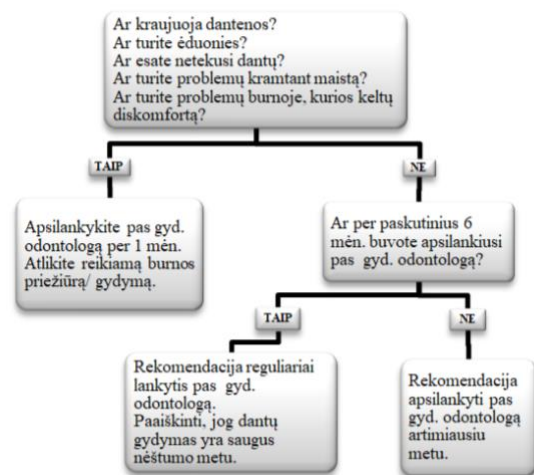 Ar kraujuoja dantenos?
Ar turite ėduonies?
Ar esate netekusi dantų?
Ar turite problemų kramtant maistą?
Ar turite problemų burnoje, kurios keltų
diskomfortą?
TAIP
NE
Apsilankykite pas gyd.
odontologą per 1 mėn.
Atlikite reikiamą burnos
priežiūrą/ gydymą.
Ar per paskutinius 6
mėn. buvote apsilankiusi
pas gyd. odontologą?
TAIP
NE
Rekomendacija reguliariai
lankytis pas gyd.
odontologą.
Paaiškinti, jog dantų
gydymas yra saugus
nėštumo metu.
Rekomendacija
apsilankyti pas
gyd. odontologą
artimiausiu
metu.